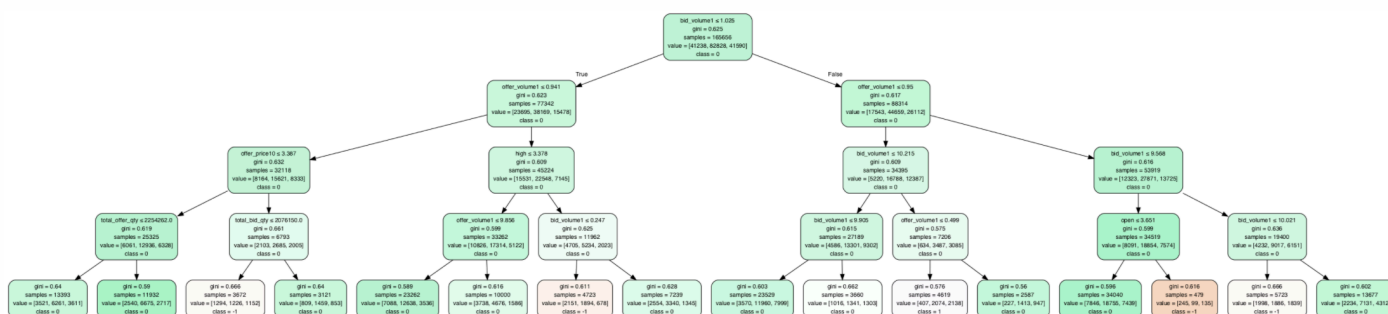 bid_volume1 ≤ 1.025
gini = 0.625
samples = 165656
value = [41238, 82828, 41590]
class = 0
True
False
offer_volume1 ≤ 0.941
gini = 0.623
samples = 77342
value = [23695, 38169, 15478]
class = 0
offer_volume1 ≤ 0.95
gini = 0.617
samples = 88314
value = [17543, 44659, 26112]
class = 0
offer_price10 ≤ 3.387
gini = 0.632
samples = 32118
value = [8164, 15621, 8333]
class = 0
high ≤ 3.378
gini = 0.609
samples = 45224
value = [15531, 22548, 7145]
class = 0
bid_volume1 ≤ 10.215
gini = 0.609
samples = 34395
value = [5220, 16788, 12387]
class = 0
bid_volume1 ≤ 9.568
gini = 0.616
samples = 53919
value = [12323, 27871, 13725]
class = 0
total_offer_qty ≤ 2254262.0
gini = 0.619
samples = 25325
value = [6061, 12936, 6328]
class = 0
total_bid_qty ≤ 2076150.0
gini = 0.661
samples = 6793
value = [2103, 2685, 2005]
class = 0
offer_volume1 ≤ 9.856
gini = 0.599
samples = 33262
value = [10826, 17314, 5122]
class = 0
bid_volume1 ≤ 0.247
gini = 0.625
samples = 11962
value = [4705, 5234, 2023]
class = 0
bid_volume1 ≤ 9.905
gini = 0.615
samples = 27189
value = [4586, 13301, 9302]
class = 0
offer_volume1 ≤ 0.499
gini = 0.575
samples = 7206
value = [634, 3487, 3085]
class = 0
open ≤ 3.651
gini = 0.599
samples = 34519
value = [8091, 18854, 7574]
class = 0
bid_volume1 ≤ 10.021
gini = 0.636
samples = 19400
value = [4232, 9017, 6151]
class = 0
gini = 0.64
samples = 13393
value = [3521, 6261, 3611]
class = 0
gini = 0.59
samples = 11932
value = [2540, 6675, 2717]
class = 0
gini = 0.666
samples = 3672
value = [1294, 1226, 1152]
class = -1
gini = 0.64
samples = 3121
value = [809, 1459, 853]
class = 0
gini = 0.589
samples = 23262
value = [7088, 12638, 3536]
class = 0
gini = 0.616
samples = 10000
value = [3738, 4676, 1586]
class = 0
gini = 0.611
samples = 4723
value = [2151, 1894, 678]
class = -1
gini = 0.628
samples = 7239
value = [2554, 3340, 1345]
class = 0
gini = 0.603
samples = 23529
value = [3570, 11960, 7999]
class = 0
gini = 0.662
samples = 3660
value = [1016, 1341, 1303]
class = 0
gini = 0.576
samples = 4619
value = [407, 2074, 2138]
class = 1
gini = 0.56
samples = 2587
value = [227, 1413, 947]
class = 0
gini = 0.598
samples = 34040
value = [7846, 18755, 7439]
class = 0
gini = 0.616
samples = 479
value = [245, 99, 135]
class = -1
gini = 0.666
samples = 5723
value = [1998, 1886, 1839]
class = -1
gini = 0.602
samples = 13677
value = [2234, 7131, 4312
class = 0